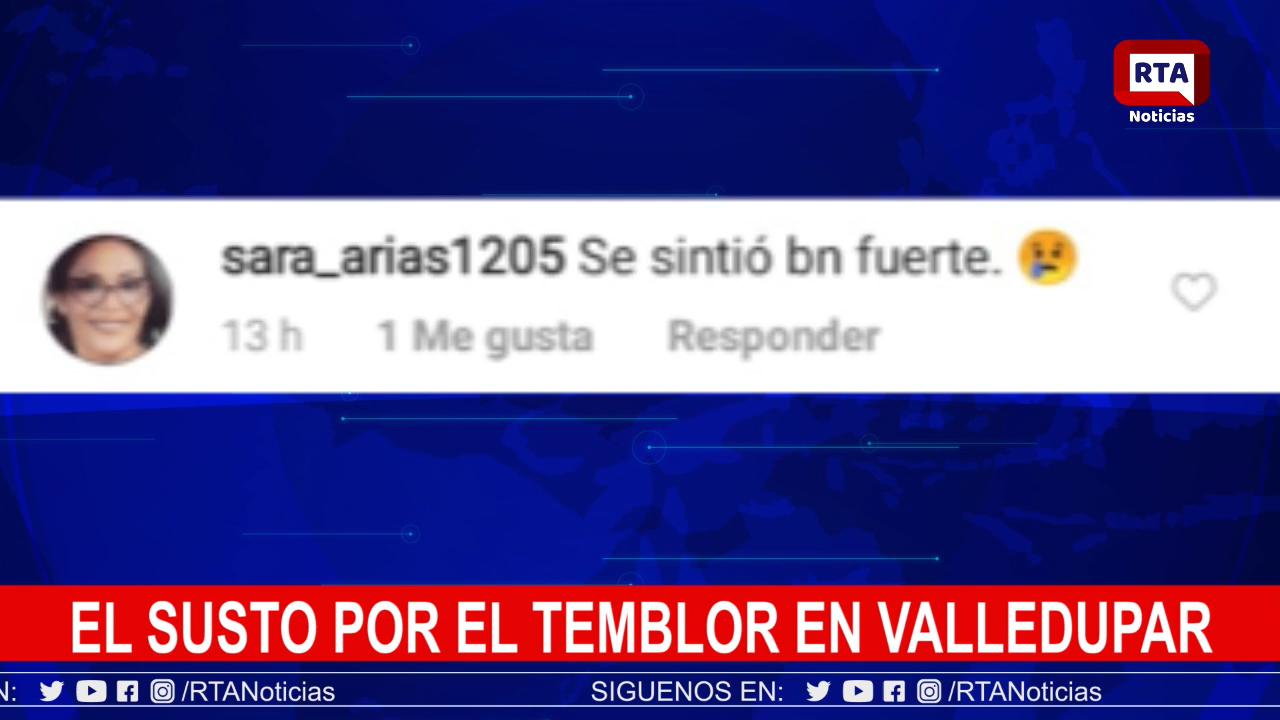 RTA
Noticias
sara_arias1205 Se sintió bn fuerte. 😢
13 h 1 Me gusta Responder
EL SUSTO POR EL TEMBLOR EN VALLEDUPAR
N: /RTANoticias SIGUENOS EN: /RTANoticias